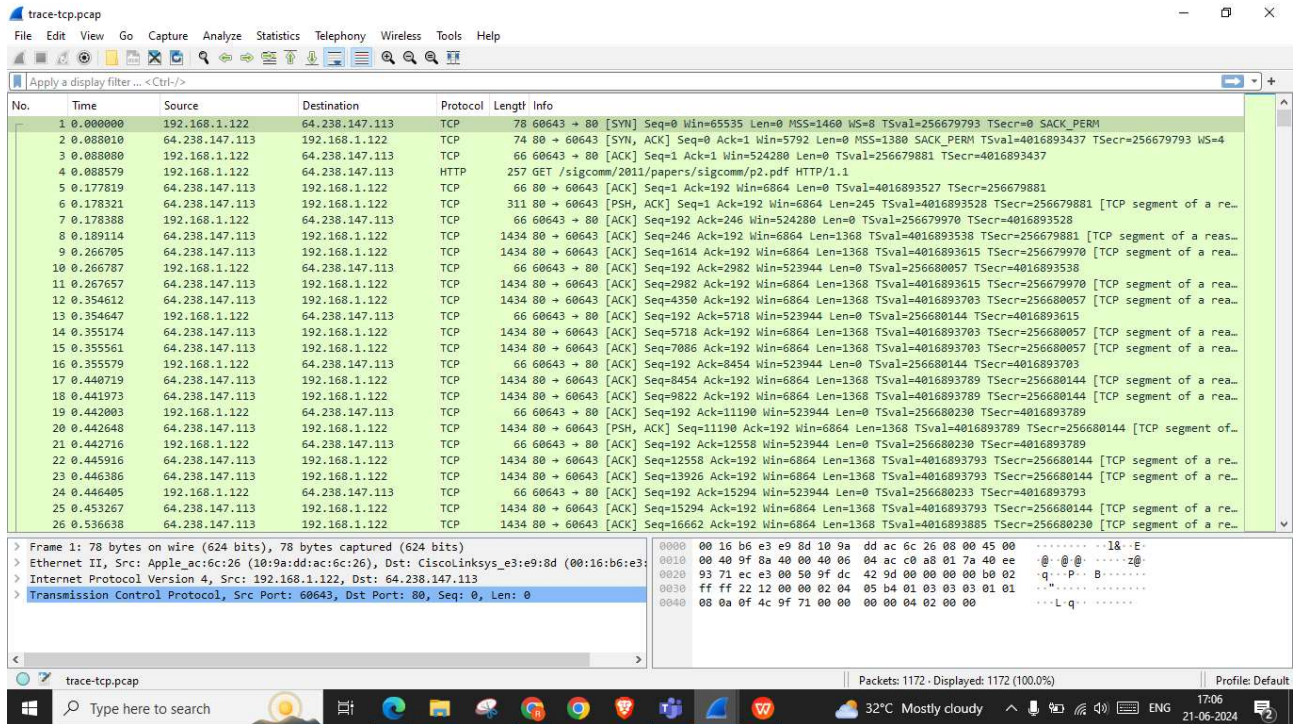 trace-tcp.pcap
File Edit View Go Capture Analyze Statistics Telephony Wireless Tools Help
Apply a display filter ... <Ctrl-/>
No. Time Source Destination Protocol Length Info
1 0.000000 192.168.1.122 64.238.147.113 TCP 78 60643 → 80 [SYN] Seq=0 Win=65535 Len=0 MSS=1460 WS=8 TSval=256679793 TSecr=0 SACK_PERM
2 0.088010 64.238.147.113 192.168.1.122 TCP 74 80 → 60643 [SYN, ACK] Seq=0 Ack=1 Win=5792 Len=0 MSS=1380 SACK_PERM TSval=4016893437 TSecr=256679793 WS=4
3 0.088080 192.168.1.122 64.238.147.113 TCP 66 60643 → 80 [ACK] Seq=1 Ack=1 Win=524280 Len=0 TSval=256679881 TSecr=4016893437
4 0.088579 192.168.1.122 64.238.147.113 HTTP 257 GET /sigcomm/2011/papers/sigcomm/p2.pdf HTTP/1.1
5 0.177819 64.238.147.113 192.168.1.122 TCP 66 80 → 60643 [ACK] Seq=1 Ack=192 Win=6864 Len=0 TSval=4016893527 TSecr=256679881
6 0.178321 64.238.147.113 192.168.1.122 TCP 311 80 → 60643 [PSH, ACK] Seq=1 Ack=192 Win=6864 Len=245 TSval=4016893528 TSecr=256679881 [TCP segment of a re…
7 0.178388 192.168.1.122 64.238.147.113 TCP 66 60643 → 80 [ACK] Seq=192 Ack=246 Win=524280 Len=0 TSval=256679970 TSecr=4016893528
8 0.189114 64.238.147.113 192.168.1.122 TCP 1434 80 → 60643 [ACK] Seq=246 Ack=192 Win=6864 Len=1368 TSval=4016893538 TSecr=256679881 [TCP segment of a reas…
9 0.266705 64.238.147.113 192.168.1.122 TCP 1434 80 → 60643 [ACK] Seq=1614 Ack=192 Win=6864 Len=1368 TSval=4016893615 TSecr=256679970 [TCP segment of a rea…
10 0.266787 192.168.1.122 64.238.147.113 TCP 66 60643 → 80 [ACK] Seq=192 Ack=2982 Win=523944 Len=0 TSval=256680057 TSecr=4016893538
11 0.267657 64.238.147.113 192.168.1.122 TCP 1434 80 → 60643 [ACK] Seq=2982 Ack=192 Win=6864 Len=1368 TSval=4016893615 TSecr=256679970 [TCP segment of a rea…
12 0.354612 64.238.147.113 192.168.1.122 TCP 1434 80 → 60643 [ACK] Seq=4350 Ack=192 Win=6864 Len=1368 TSval=4016893703 TSecr=256680057 [TCP segment of a rea…
13 0.354647 192.168.1.122 64.238.147.113 TCP 66 60643 → 80 [ACK] Seq=192 Ack=5718 Win=523944 Len=0 TSval=256680144 TSecr=4016893615
14 0.355174 64.238.147.113 192.168.1.122 TCP 1434 80 → 60643 [ACK] Seq=5718 Ack=192 Win=6864 Len=1368 TSval=4016893703 TSecr=256680057 [TCP segment of a rea…
15 0.355561 64.238.147.113 192.168.1.122 TCP 1434 80 → 60643 [ACK] Seq=7086 Ack=192 Win=6864 Len=1368 TSval=4016893703 TSecr=256680057 [TCP segment of a rea…
16 0.355579 192.168.1.122 64.238.147.113 TCP 66 60643 → 80 [ACK] Seq=192 Ack=8454 Win=523944 Len=0 TSval=256680144 TSecr=4016893703
17 0.440719 64.238.147.113 192.168.1.122 TCP 1434 80 → 60643 [ACK] Seq=8454 Ack=192 Win=6864 Len=1368 TSval=4016893789 TSecr=256680144 [TCP segment of a rea…
18 0.441973 64.238.147.113 192.168.1.122 TCP 1434 80 → 60643 [ACK] Seq=9822 Ack=192 Win=6864 Len=1368 TSval=4016893789 TSecr=256680144 [TCP segment of a rea…
19 0.442003 192.168.1.122 64.238.147.113 TCP 66 60643 → 80 [ACK] Seq=192 Ack=11190 Win=523944 Len=0 TSval=256680230 TSecr=4016893789
20 0.442648 64.238.147.113 192.168.1.122 TCP 1434 80 → 60643 [PSH, ACK] Seq=11190 Ack=192 Win=6864 Len=1368 TSval=4016893789 TSecr=256680144 [TCP segment of…
21 0.442716 192.168.1.122 64.238.147.113 TCP 66 60643 → 80 [ACK] Seq=192 Ack=12558 Win=523944 Len=0 TSval=256680230 TSecr=4016893789
22 0.445916 64.238.147.113 192.168.1.122 TCP 1434 80 → 60643 [ACK] Seq=12558 Ack=192 Win=6864 Len=1368 TSval=4016893793 TSecr=256680144 [TCP segment of a re…
23 0.446386 64.238.147.113 192.168.1.122 TCP 1434 80 → 60643 [ACK] Seq=13926 Ack=192 Win=6864 Len=1368 TSval=4016893793 TSecr=256680144 [TCP segment of a re…
24 0.446405 192.168.1.122 64.238.147.113 TCP 66 60643 → 80 [ACK] Seq=192 Ack=15294 Win=523944 Len=0 TSval=256680233 TSecr=4016893793
25 0.453267 64.238.147.113 192.168.1.122 TCP 1434 80 → 60643 [ACK] Seq=15294 Ack=192 Win=6864 Len=1368 TSval=4016893793 TSecr=256680144 [TCP segment of a re…
26 0.536638 64.238.147.113 192.168.1.122 TCP 1434 80 → 60643 [ACK] Seq=16662 Ack=192 Win=6864 Len=1368 TSval=4016893885 TSecr=256680230 [TCP segment of a re…
Frame 1: 78 bytes on wire (624 bits), 78 bytes captured (624 bits)
Ethernet II, Src: Apple_ac:6c:26 (10:9a:dd:ac:6c:26), Dst: CiscoLinksys_e3:e9:8d (00:16:b6:e3:
Internet Protocol Version 4, Src: 192.168.1.122, Dst: 64.238.147.113
Transmission Control Protocol, Src Port: 60643, Dst Port: 80, Seq: 0, Len: 0
0000 00 16 b6 e3 e9 8d 10 9a dd ac 6c 26 08 00 45 00 ········ ··l&··E·
0010 00 40 9f 8a 40 00 40 06 04 ac c0 a8 01 7a 40 ee ·@··@·@· ·····z@·
0020 93 71 ec e3 00 50 9f dc 42 9d 00 00 00 00 b0 02 ·q···P·· B·······
0030 ff ff 22 12 00 00 02 04 05 b4 01 03 03 03 01 01 ··"····· ········
0040 08 0a 0f 4c 9f 71 00 00 00 00 04 02 00 00 ···L·q·· ······
trace-tcp.pcap Packets: 1172 · Displayed: 1172 (100.0%) Profile: Default
Type here to search 32°C Mostly cloudy ENG 17:06
21-06-2024 2